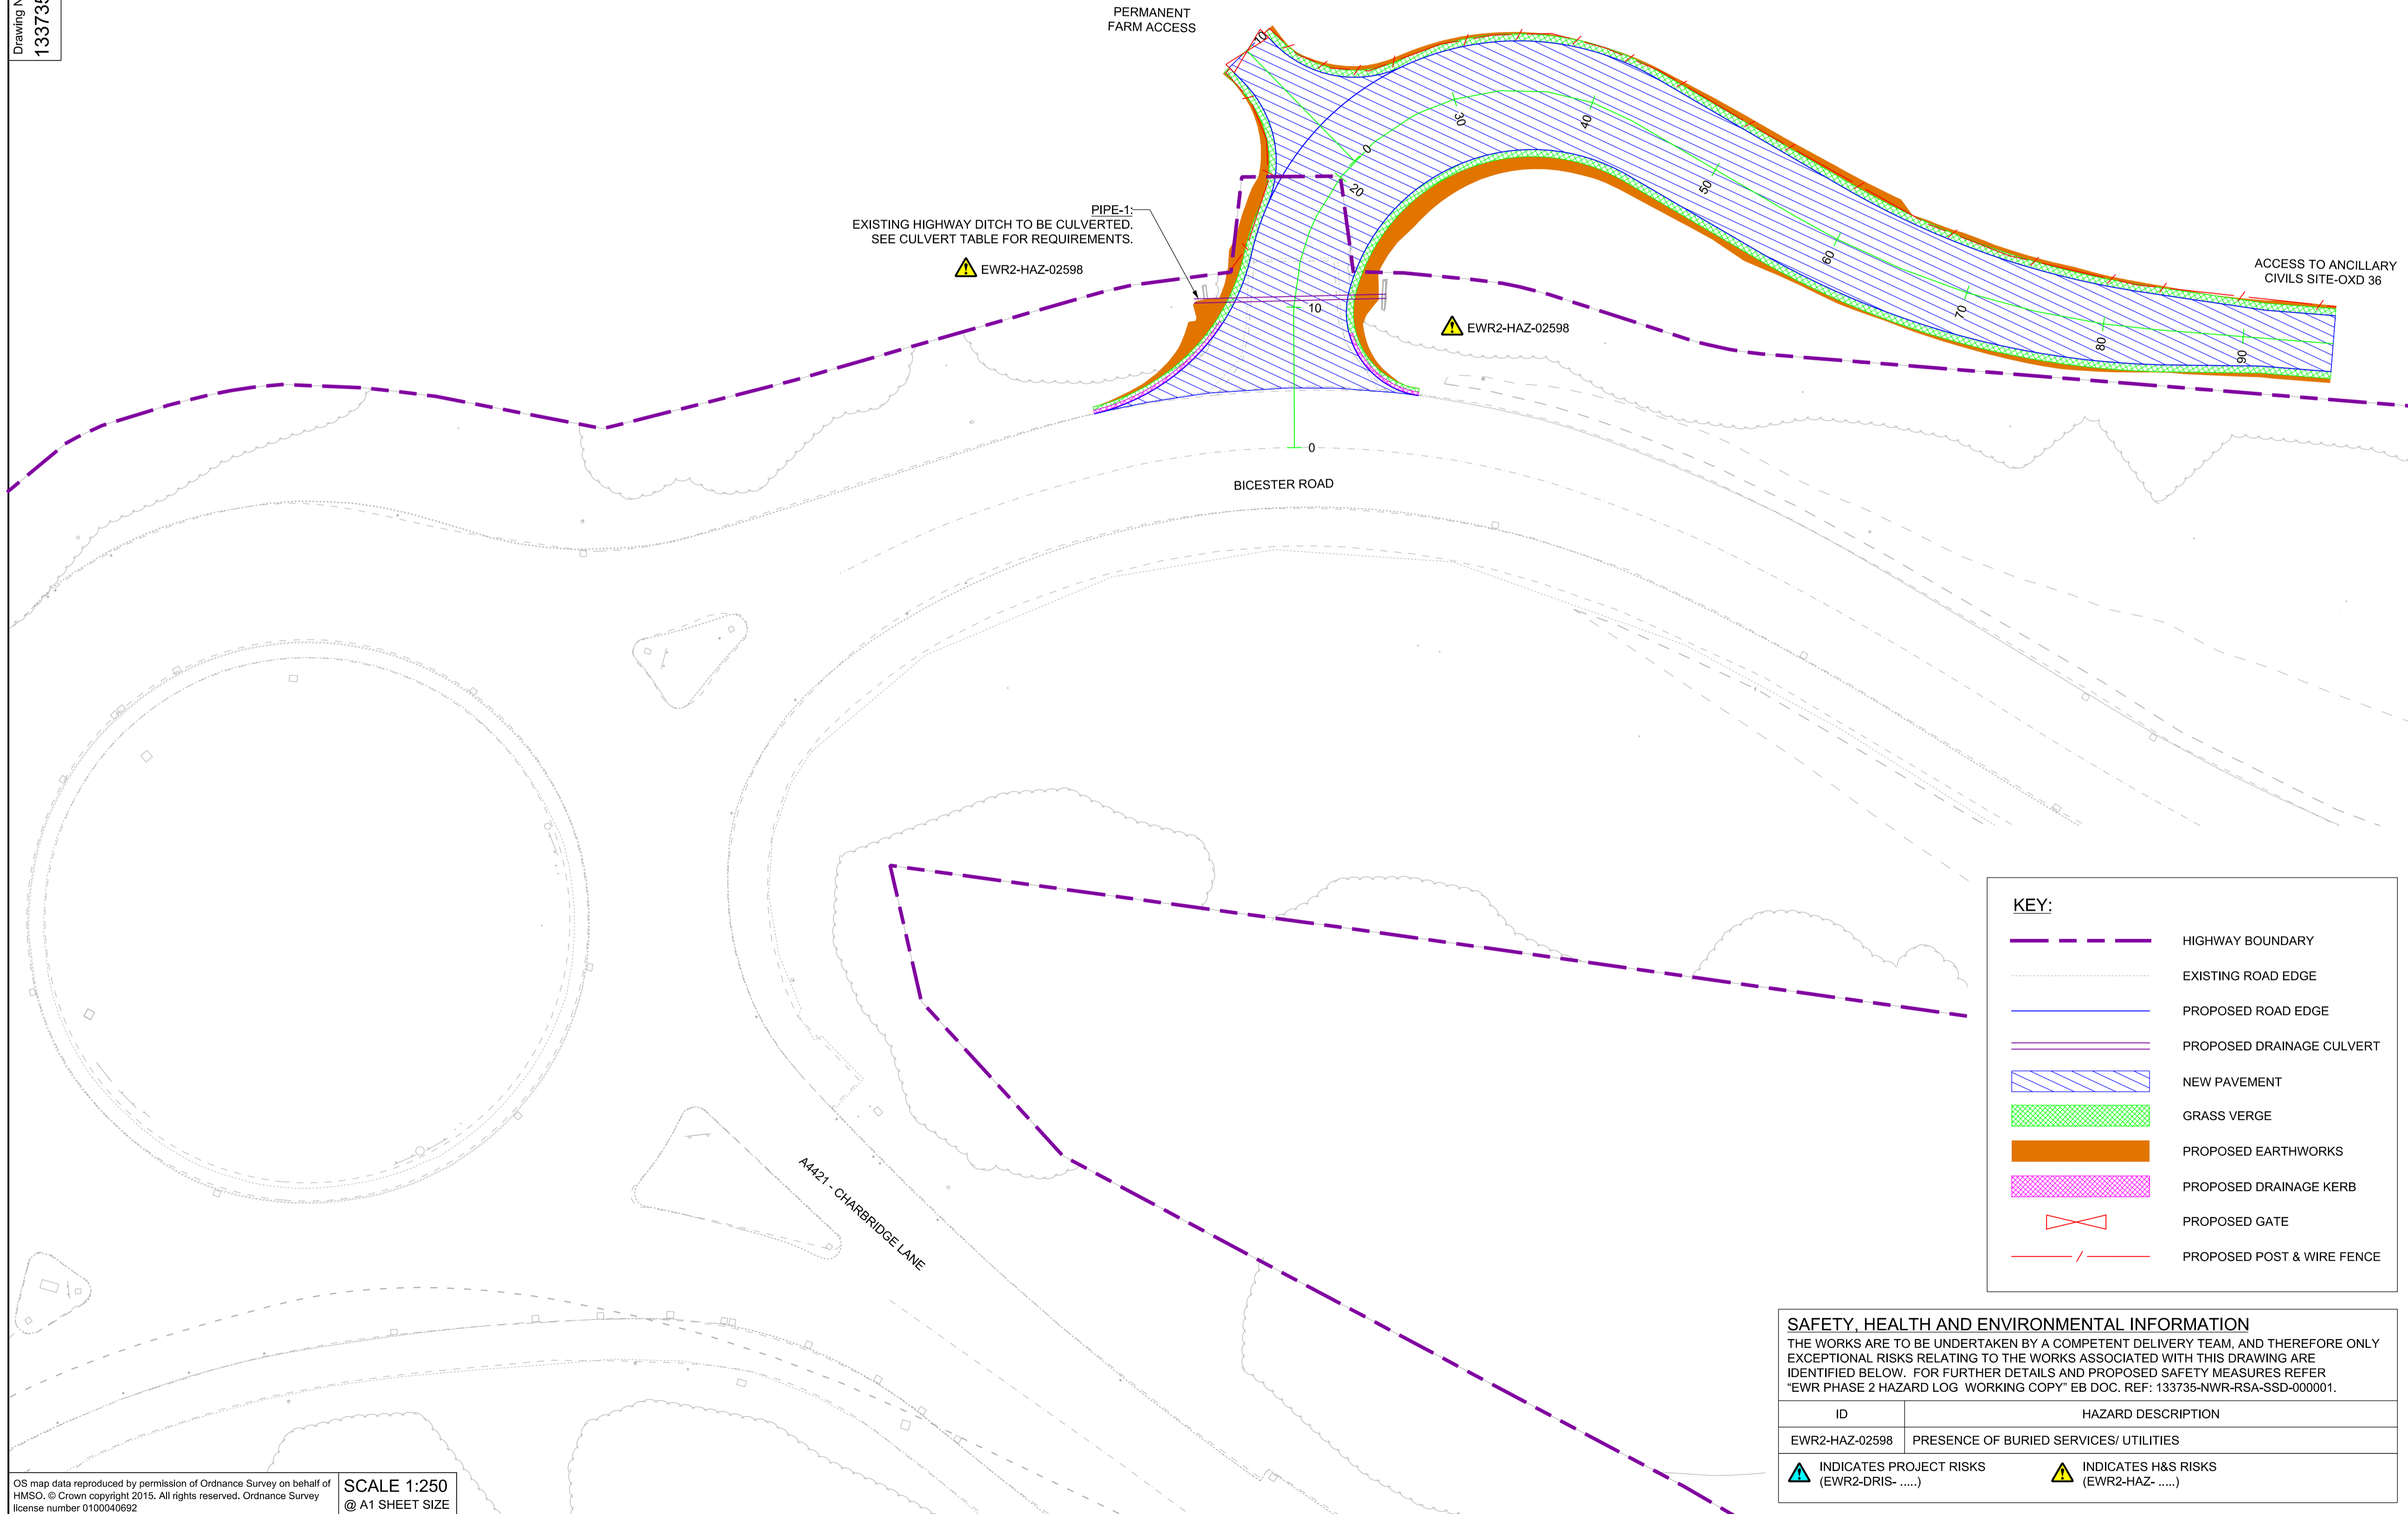 Drawing N
133735
PERMANENT
FARM ACCESS
10
0
20
30
40
50
60
70
80
90
PIPE-1:
EXISTING HIGHWAY DITCH TO BE CULVERTED.
SEE CULVERT TABLE FOR REQUIREMENTS.
EWR2-HAZ-02598
10
EWR2-HAZ-02598
ACCESS TO ANCILLARY
CIVILS SITE-OXD 36
0
BICESTER ROAD
A4421 - CHARBRIDGE LANE
KEY:
HIGHWAY BOUNDARY
EXISTING ROAD EDGE
PROPOSED ROAD EDGE
PROPOSED DRAINAGE CULVERT
NEW PAVEMENT
GRASS VERGE
PROPOSED EARTHWORKS
PROPOSED DRAINAGE KERB
PROPOSED GATE
PROPOSED POST & WIRE FENCE
SAFETY, HEALTH AND ENVIRONMENTAL INFORMATION
THE WORKS ARE TO BE UNDERTAKEN BY A COMPETENT DELIVERY TEAM, AND THEREFORE ONLY
EXCEPTIONAL RISKS RELATING TO THE WORKS ASSOCIATED WITH THIS DRAWING ARE
IDENTIFIED BELOW. FOR FURTHER DETAILS AND PROPOSED SAFETY MEASURES REFER
"EWR PHASE 2 HAZARD LOG WORKING COPY" EB DOC. REF: 133735-NWR-RSA-SSD-000001.
ID HAZARD DESCRIPTION
EWR2-HAZ-02598 PRESENCE OF BURIED SERVICES/ UTILITIES
INDICATES PROJECT RISKS
(EWR2-DRIS- .....)
INDICATES H&S RISKS
(EWR2-HAZ- .....)
OS map data reproduced by permission of Ordnance Survey on behalf of
HMSO. © Crown copyright 2015. All rights reserved. Ordnance Survey
license number 0100040692
SCALE 1:250
@ A1 SHEET SIZE